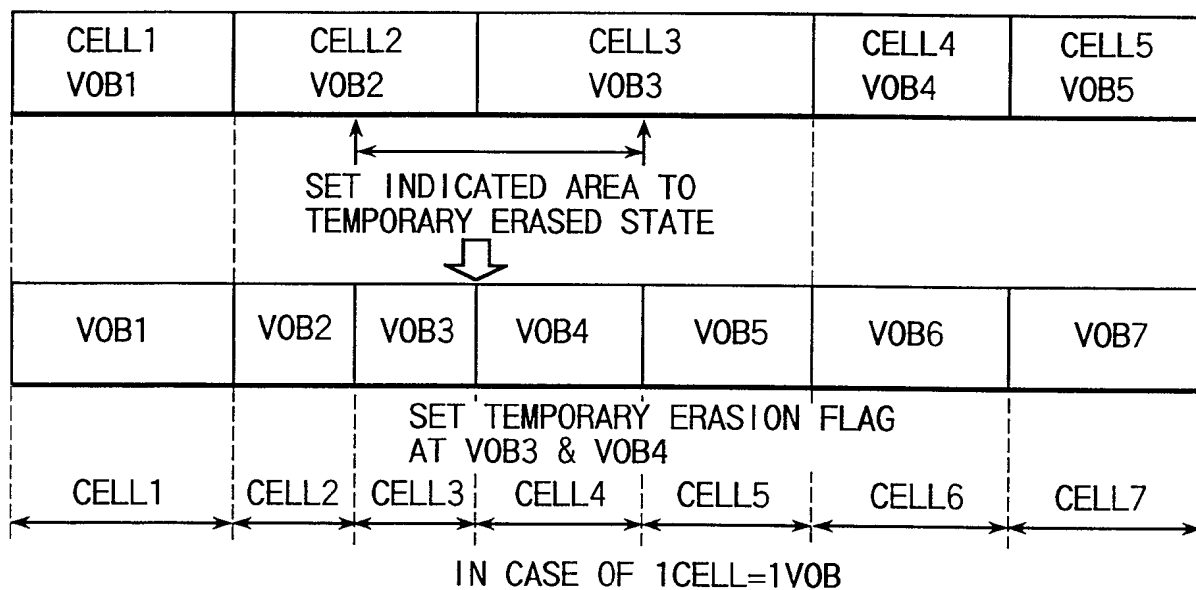 CELL1 CELL2 CELL3 CELL4 CELL5
VOB1 VOB2 VOB3 VOB4 VOB5
SET INDICATED AREA TO
TEMPORARY ERASED STATE
VOB1 VOB2 VOB3 VOB4 VOB5 VOB6 VOB7
SET TEMPORARY ERASION FLAG
AT VOB3 & VOB4
CELL1 CELL2 CELL3 CELL4 CELL5 CELL6 CELL7
IN CASE OF 1CELL=1VOB